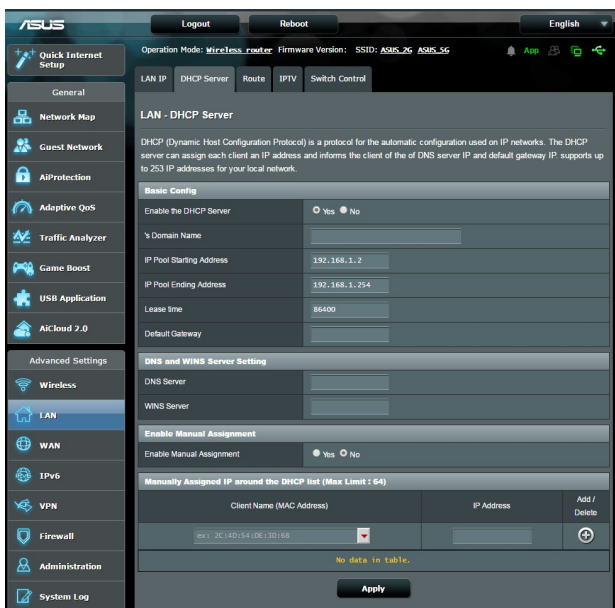 ASUS
Logout
Reboot
English
Quick Internet
Setup
General
Network Map
Guest Network
AiProtection
Adaptive QoS
Traffic Analyzer
Game Boost
USB Application
AiCloud 2.0
Advanced Settings
Wireless
LAN
WAN
IPv6
VPN
Firewall
Administration
System Log
Operation Mode: Wireless router Firmware Version: SSID: ASUS_2G ASUS_5G
App
LAN IP
DHCP Server
Route
IPTV
Switch Control
LAN - DHCP Server
DHCP (Dynamic Host Configuration Protocol) is a protocol for the automatic configuration used on IP networks. The DHCP
server can assign each client an IP address and informs the client of the of DNS server IP and default gateway IP. supports up
to 253 IP addresses for your local network.
Basic Config
Enable the DHCP Server Yes No
's Domain Name
IP Pool Starting Address 192.168.1.2
IP Pool Ending Address 192.168.1.254
Lease time 86400
Default Gateway
DNS and WINS Server Setting
DNS Server
WINS Server
Enable Manual Assignment
Enable Manual Assignment Yes No
Manually Assigned IP around the DHCP list (Max Limit : 64)
Client Name (MAC Address) IP Address Add /
Delete
ex: 2C:4D:54:DE:3D:68
No data in table.
Apply